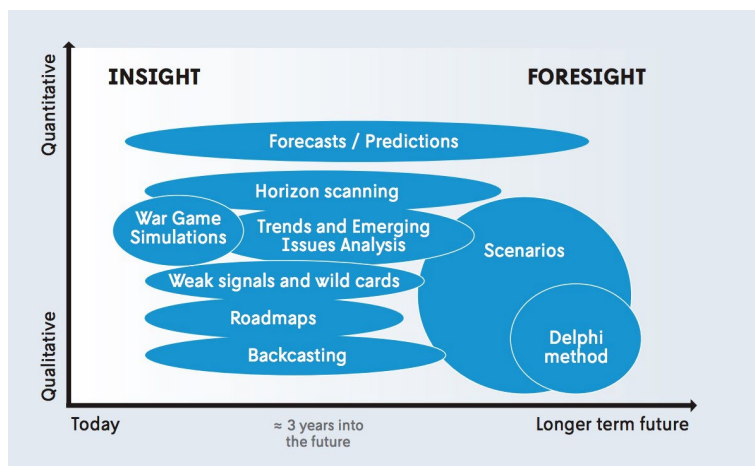 INSIGHT
FORESIGHT
Quantitative
Forecasts / Predictions
Horizon scanning
War Game
Simulations
Trends and Emerging
Issues Analysis
Scenarios
Weak signals and wild cards
Roadmaps
Delphi
method
Backcasting
Qualitative
Today
≈ 3 years into
the future
Longer term future